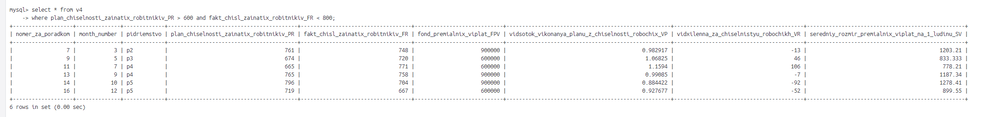 mysql> select * from v4
    -> where plan_chiselnosti_zainatix_robitnikiv_PR > 600 and fakt_chisl_zainatix_robitnikiv_FR < 800;
| nomer_za_poradkom | month_number | pidriemstvo | plan_chiselnosti_zainatix_robitnikiv_PR | fakt_chisl_zainatix_robitnikiv_FR | fond_premialnix_viplat_FPV | vidsotok_vikonanya_planu_z_chiselnosti_robochix_VP | vidxilenna_za_chiselnistyu_robochikh_VR | seredniy_rozmir_premialnix_viplat_na_1_ludinu_SV |
| 7 | 3 | p2 | 761 | 748 | 900000 | 0.982917 | -13 | 1203.21 |
| 9 | 5 | p3 | 674 | 720 | 600000 | 1.06825 | 46 | 833.333 |
| 11 | 7 | p4 | 665 | 771 | 600000 | 1.1594 | 106 | 778.21 |
| 13 | 9 | p4 | 765 | 758 | 900000 | 0.99085 | -7 | 1187.34 |
| 14 | 10 | p5 | 796 | 704 | 900000 | 0.884422 | -92 | 1278.41 |
| 16 | 12 | p5 | 719 | 667 | 600000 | 0.927677 | -52 | 899.55 |
6 rows in set (0.00 sec)